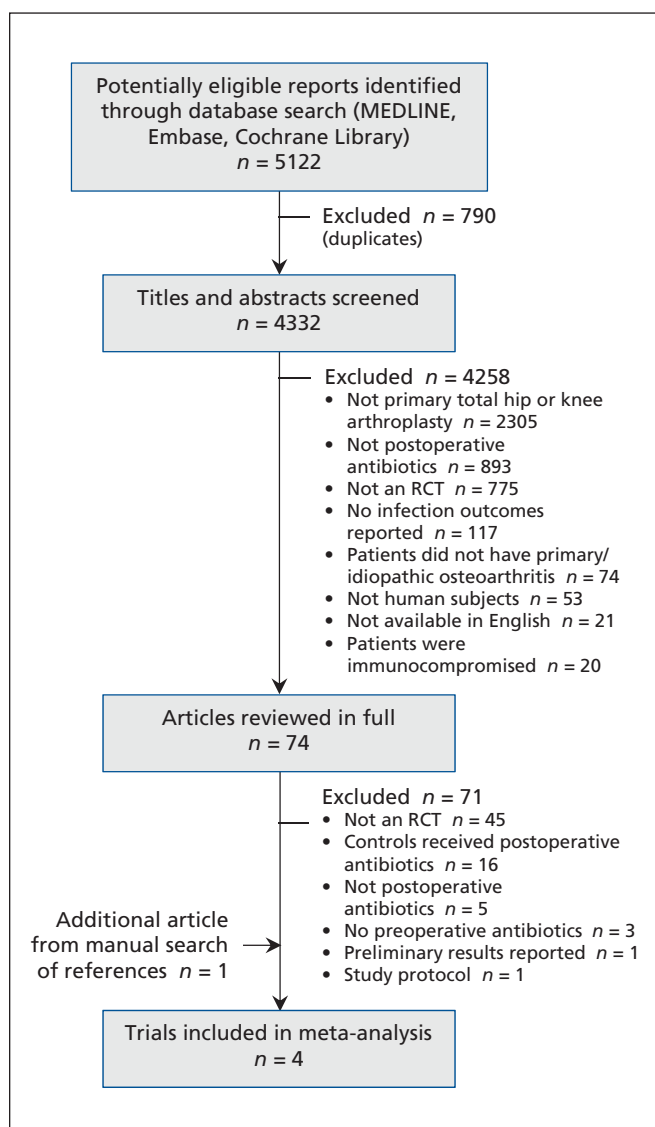 Potentially eligible reports identified
through database search (MEDLINE,
Embase, Cochrane Library)
n = 5122
Excluded n = 790
(duplicates)
Titles and abstracts screened
n = 4332
Excluded n = 4258
• Not primary total hip or knee
arthroplasty n = 2305
• Not postoperative
antibiotics n = 893
• Not an RCT n = 775
• No infection outcomes
reported n = 117
• Patients did not have primary/
idiopathic osteoarthritis n = 74
• Not human subjects n = 53
• Not available in English n = 21
• Patients were
immunocompromised n = 20
Articles reviewed in full
n = 74
Excluded n = 71
• Not an RCT n = 45
• Controls received postoperative
antibiotics n = 16
• Not postoperative
antibiotics n = 5
• No preoperative antibiotics n = 3
• Preliminary results reported n = 1
• Study protocol n = 1
Additional article
from manual search
of references n = 1
Trials included in meta-analysis
n = 4